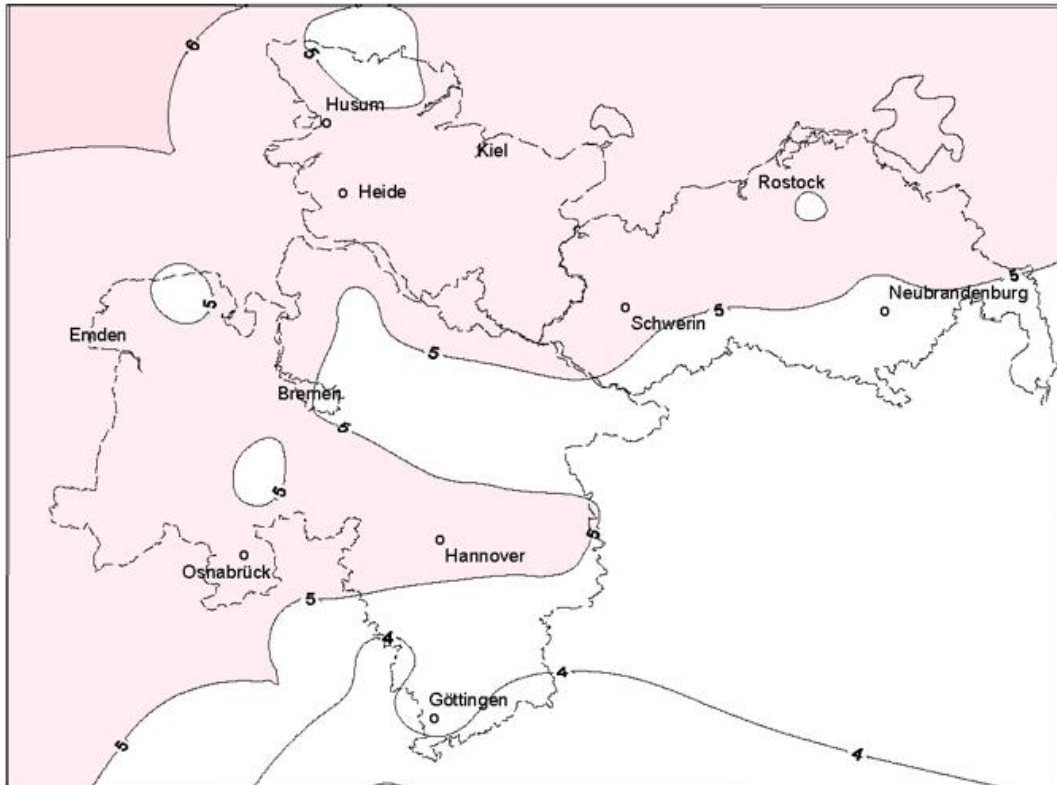 6
5
Husum
Kiel
Heide
Rostock
5
5
Neubrandenburg
5
Schwerin
Emden
5
Bremen
5
5
5
Hannover
Osnabrück
5
4
4
Göttingen
5
4